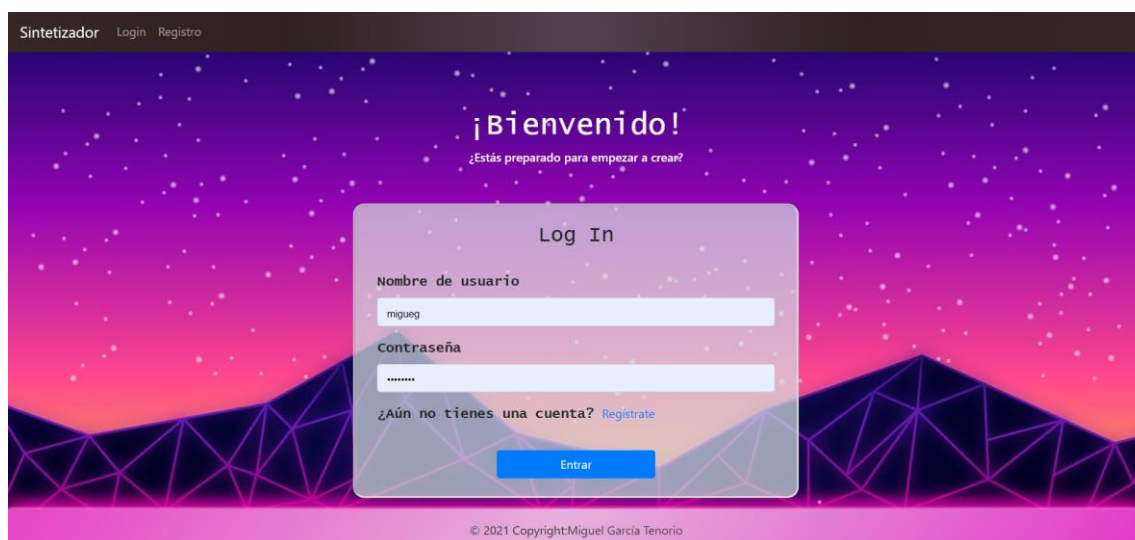 Sintetizador Login Registro
¡Bienvenido!
¿Estás preparado para empezar a crear?
Log In
Nombre de usuario
migueg
Contraseña
••••••••
¿Aún no tienes una cuenta? Regístrate
Entrar
© 2021 Copyright:Miguel García Tenorio